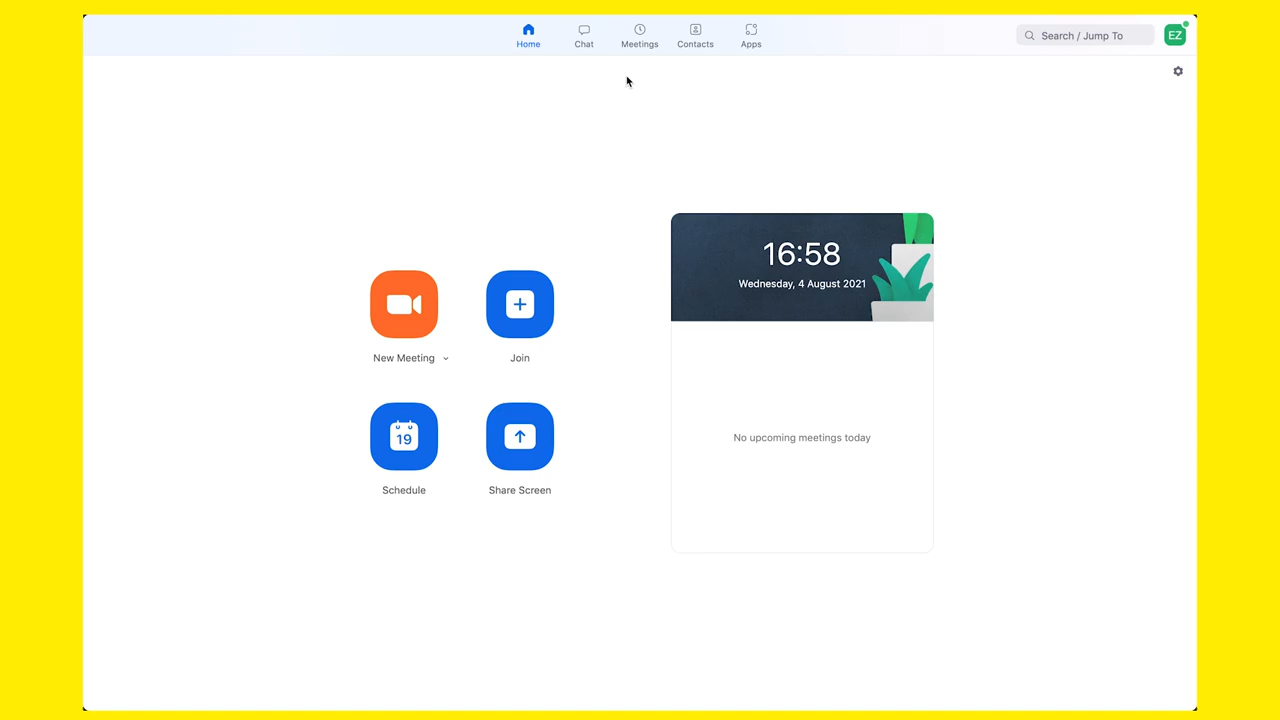 Home
Chat
Meetings
Contacts
Apps
Search / Jump To
EZ
16:58
Wednesday, 4 August 2021
New Meeting
Join
19
No upcoming meetings today
Schedule
Share Screen